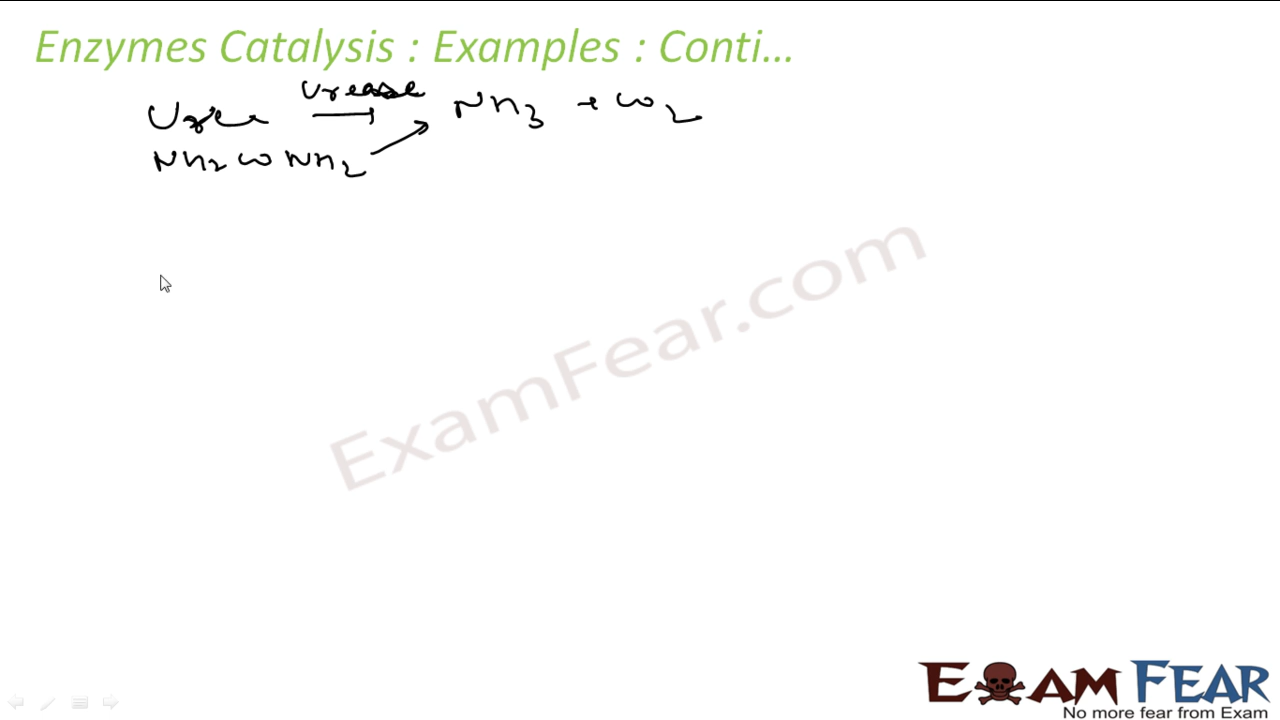 Enzymes Catalysis : Examples : Conti...
Urease
Urea → NH3 + CO2
NH2CONH2
ExamFear.com
EXAM FEAR
No more fear from Exam